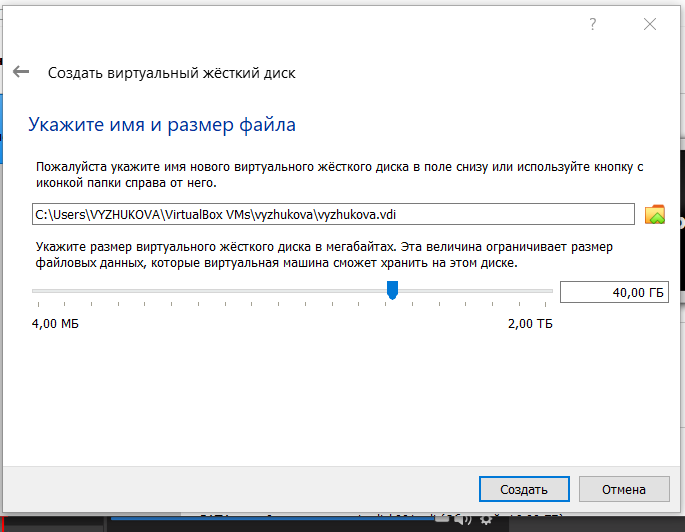 ?
Создать виртуальный жёсткий диск
Укажите имя и размер файла
Пожалуйста укажите имя нового виртуального жёсткого диска в поле снизу или используйте кнопку с
иконкой папки справа от него.
C:\Users\VYZHUKOVA\VirtualBox VMs\vyzhukova\vyzhukova.vdi
Укажите размер виртуального жёсткого диска в мегабайтах. Эта величина ограничивает размер
файловых данных, которые виртуальная машина сможет хранить на этом диске.
40,00 ГБ
4,00 МБ 2,00 ТБ
Создать Отмена